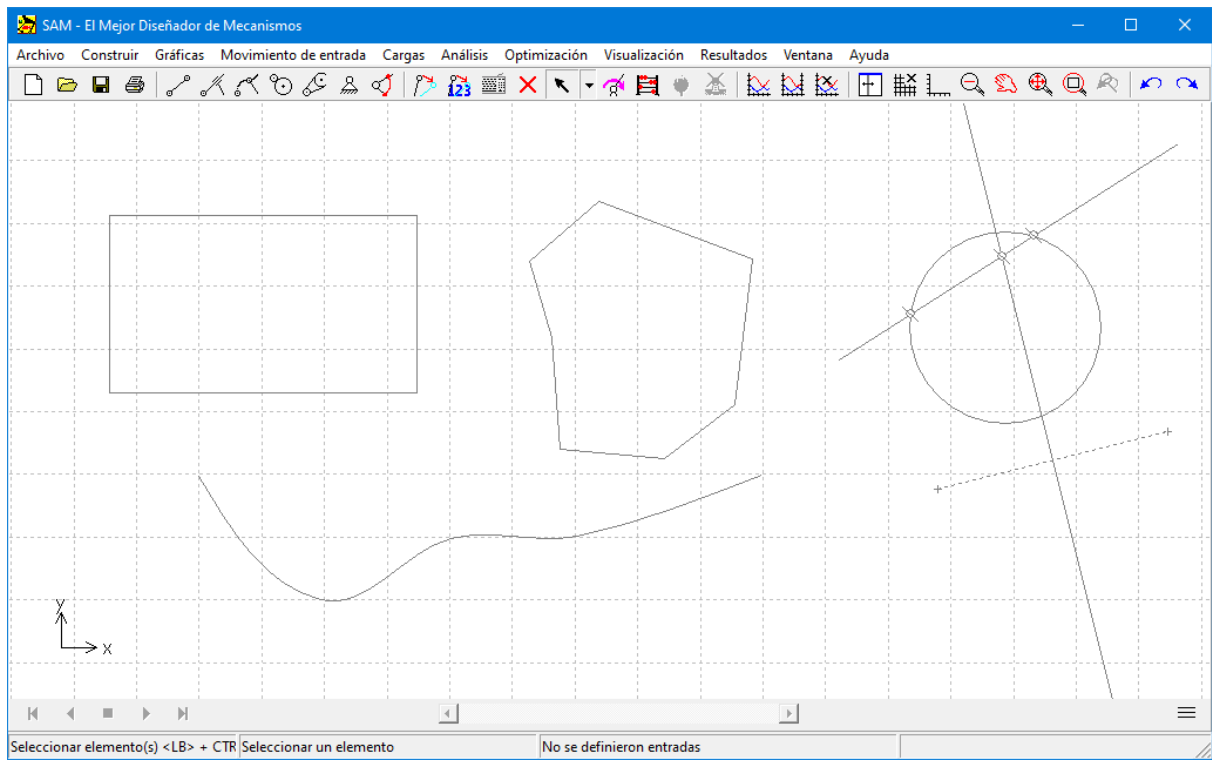 SAM - El Mejor Diseñador de Mecanismos
Archivo Construir Gráficas Movimiento de entrada Cargas Análisis Optimización Visualización Resultados Ventana Ayuda
123
y
x
Seleccionar elemento(s) <LB> + CTR Seleccionar un elemento No se definieron entradas